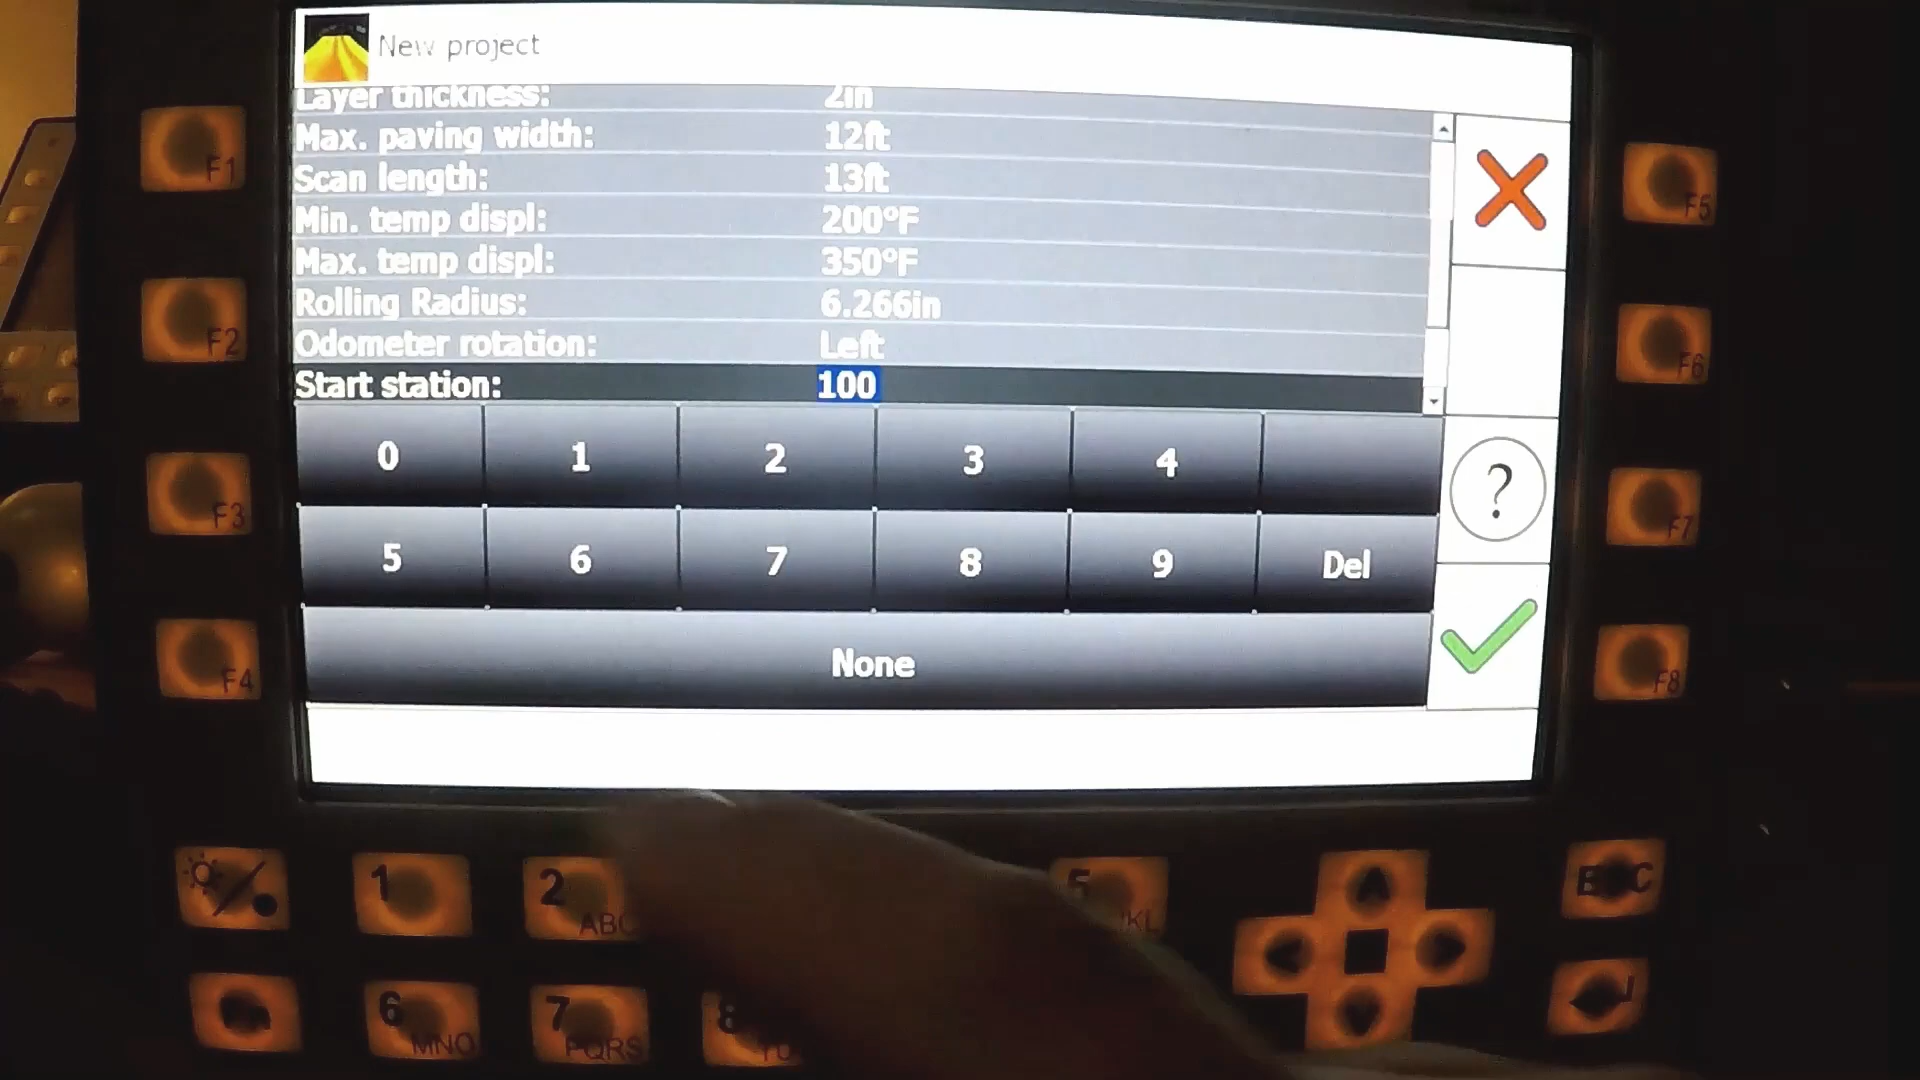 New project
Layer thickness: 2in
Max. paving width: 12ft
Scan length: 13ft
Min. temp displ: 200°F
Max. temp displ: 350°F
Rolling Radius: 6.266in
Odometer rotation: Left
Start station: 100
0 1 2 3 4
5 6 7 8 9 Del
None
?
F1
F2
F3
F4
F5
F6
F7
F8
1 2 ABC 5 ESC
6 MNO 7 PQRS 8